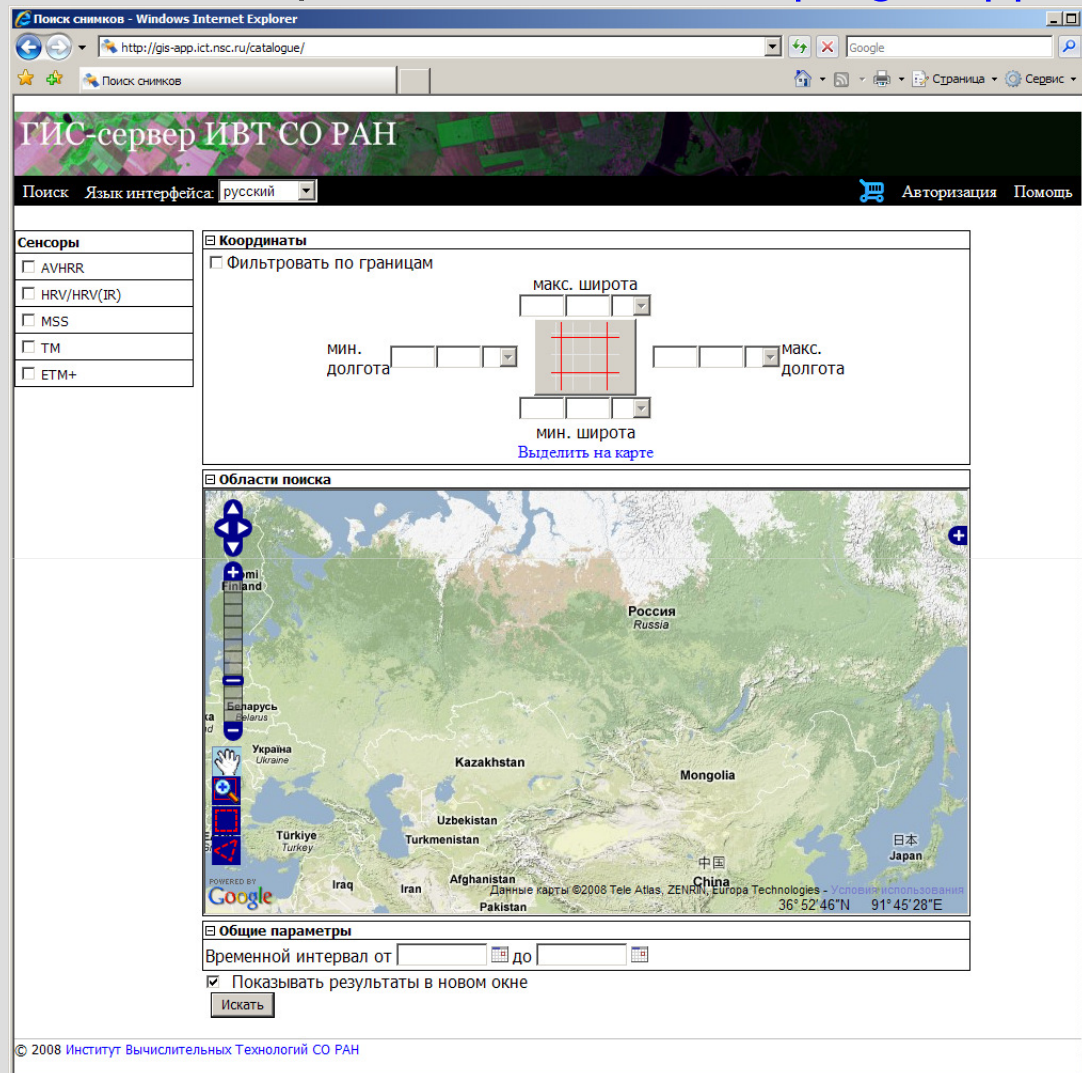 Поиск снимков - Windows Internet Explorer
http://gis-app.ict.nsc.ru/catalogue/
Google
Поиск снимков
Страница
Сервис
ГИС-сервер ИВТ СО РАН
Поиск Язык интерфейса: русский
Авторизация Помощь
Сенсоры
AVHRR
HRV/HRV(IR)
MSS
TM
ETM+
Координаты
Фильтровать по границам
макс. широта
мин. долгота
макс. долгота
мин. широта
Выделить на карте
Области поиска
Finland
Россия
Russia
Беларусь
Belarus
Україна
Ukraine
Kazakhstan
Mongolia
Uzbekistan
Türkiye
Turkey
Turkmenistan
日本
Japan
中国
China
Afghanistan
Iraq
Iran
Pakistan
POWERED BY
Google
Данные карты ©2008 Tele Atlas, ZENRIN, Europa Technologies - Условия использования
36°52'46"N 91°45'28"E
Общие параметры
Временной интервал от до
Показывать результаты в новом окне
Искать
© 2008 Институт Вычислительных Технологий СО РАН